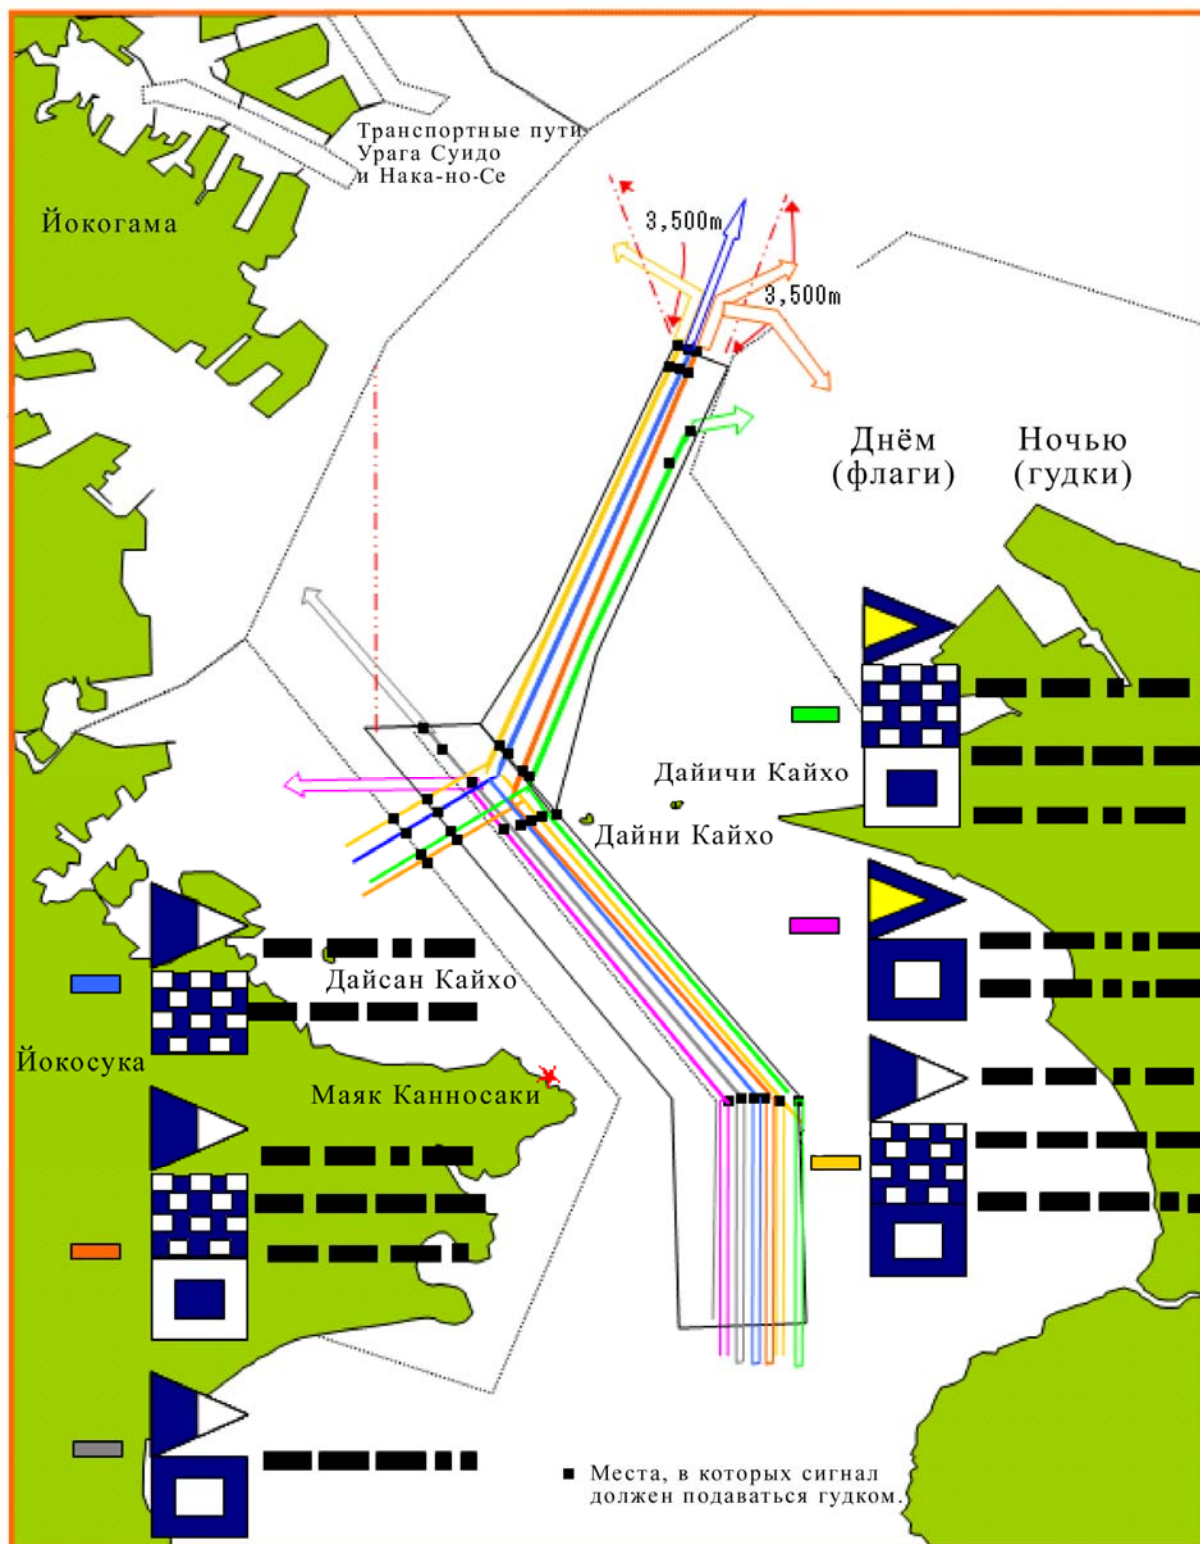 Транспортные пути
Урага Суидо
и Нака-но-Се
Йокогама
3,500m
3,500m
Днём
(флаги)
Ночью
(гудки)
Дайичи Кайхо
Дайни Кайхо
Дайсан Кайхо
Йокосука
Маяк Канносаки
Места, в которых сигнал
должен подаваться гудком.